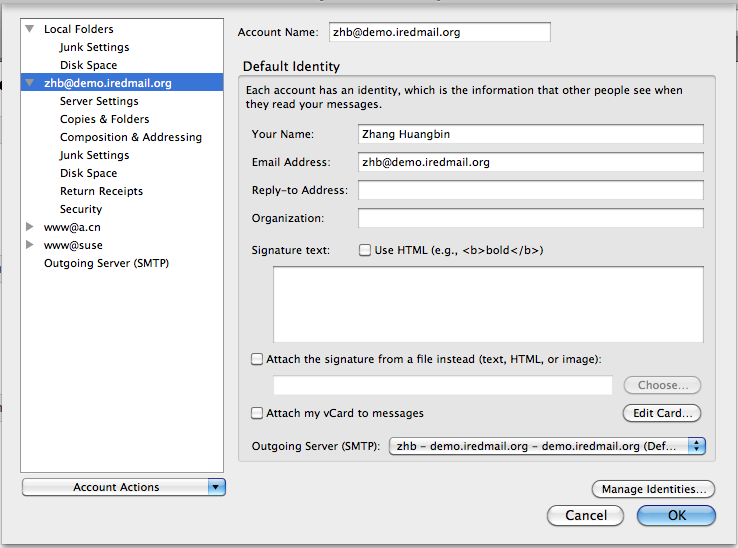 Local Folders
Junk Settings
Disk Space
zhb@demo.iredmail.org
Server Settings
Copies & Folders
Composition & Addressing
Junk Settings
Disk Space
Return Receipts
Security
www@a.cn
www@suse
Outgoing Server (SMTP)
Account Actions
Account Name: zhb@demo.iredmail.org
Default Identity
Each account has an identity, which is the information that other people see when
they read your messages.
Your Name: Zhang Huangbin
Email Address: zhb@demo.iredmail.org
Reply-to Address:
Organization:
Signature text: Use HTML (e.g., <b>bold</b>)
Attach the signature from a file instead (text, HTML, or image):
Choose...
Attach my vCard to messages
Edit Card...
Outgoing Server (SMTP): zhb – demo.iredmail.org – demo.iredmail.org (Def...
Manage Identities...
Cancel OK